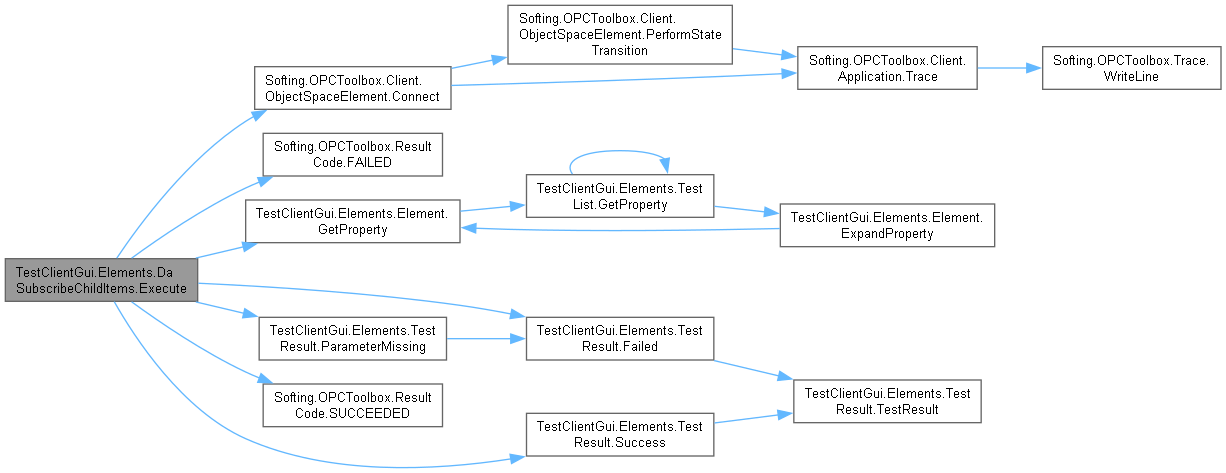 Softing.OPCToolbox.Client.
ObjectSpaceElement.PerformState
Transition
Softing.OPCToolbox.Client.
Application.Trace
Softing.OPCToolbox.Trace.
WriteLine
Softing.OPCToolbox.Client.
ObjectSpaceElement.Connect
Softing.OPCToolbox.Result
Code.FAILED
TestClientGui.Elements.Test
List.GetProperty
TestClientGui.Elements.Element.
GetProperty
TestClientGui.Elements.Element.
ExpandProperty
TestClientGui.Elements.Da
SubscribeChildItems.Execute
TestClientGui.Elements.Test
Result.ParameterMissing
TestClientGui.Elements.Test
Result.Failed
Softing.OPCToolbox.Result
Code.SUCCEEDED
TestClientGui.Elements.Test
Result.TestResult
TestClientGui.Elements.Test
Result.Success